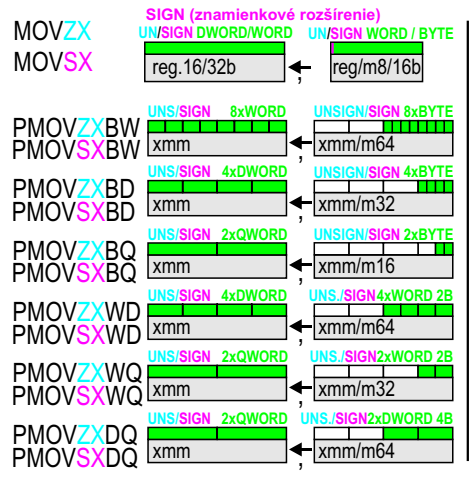 SIGN (znamienkové rozšírenie)
MOVZX UN/SIGN DWORD/WORD UN/SIGN WORD / BYTE
MOVSX reg.16/32b , reg/m8/16b
UNS/SIGN 8xWORD UNSIGN/SIGN 8xBYTE
PMOVZXBW
PMOVSXBW xmm , xmm/m64
UNS/SIGN 4xDWORD UNSIGN/SIGN 4xBYTE
PMOVZXBD
PMOVSXBD xmm , xmm/m32
UNS/SIGN 2xQWORD UNSIGN/SIGN 2xBYTE
PMOVZXBQ
PMOVSXBQ xmm , xmm/m16
UNS/SIGN 4xDWORD UNS./SIGN4xWORD 2B
PMOVZXWD
PMOVSXWD xmm , xmm/m64
UNS/SIGN 2xQWORD UNS./SIGN2xWORD 2B
PMOVZXWQ
PMOVSXWQ xmm , xmm/m32
UNS/SIGN 2xQWORD UNS./SIGN2xDWORD 4B
PMOVZXDQ
PMOVSXDQ xmm , xmm/m64